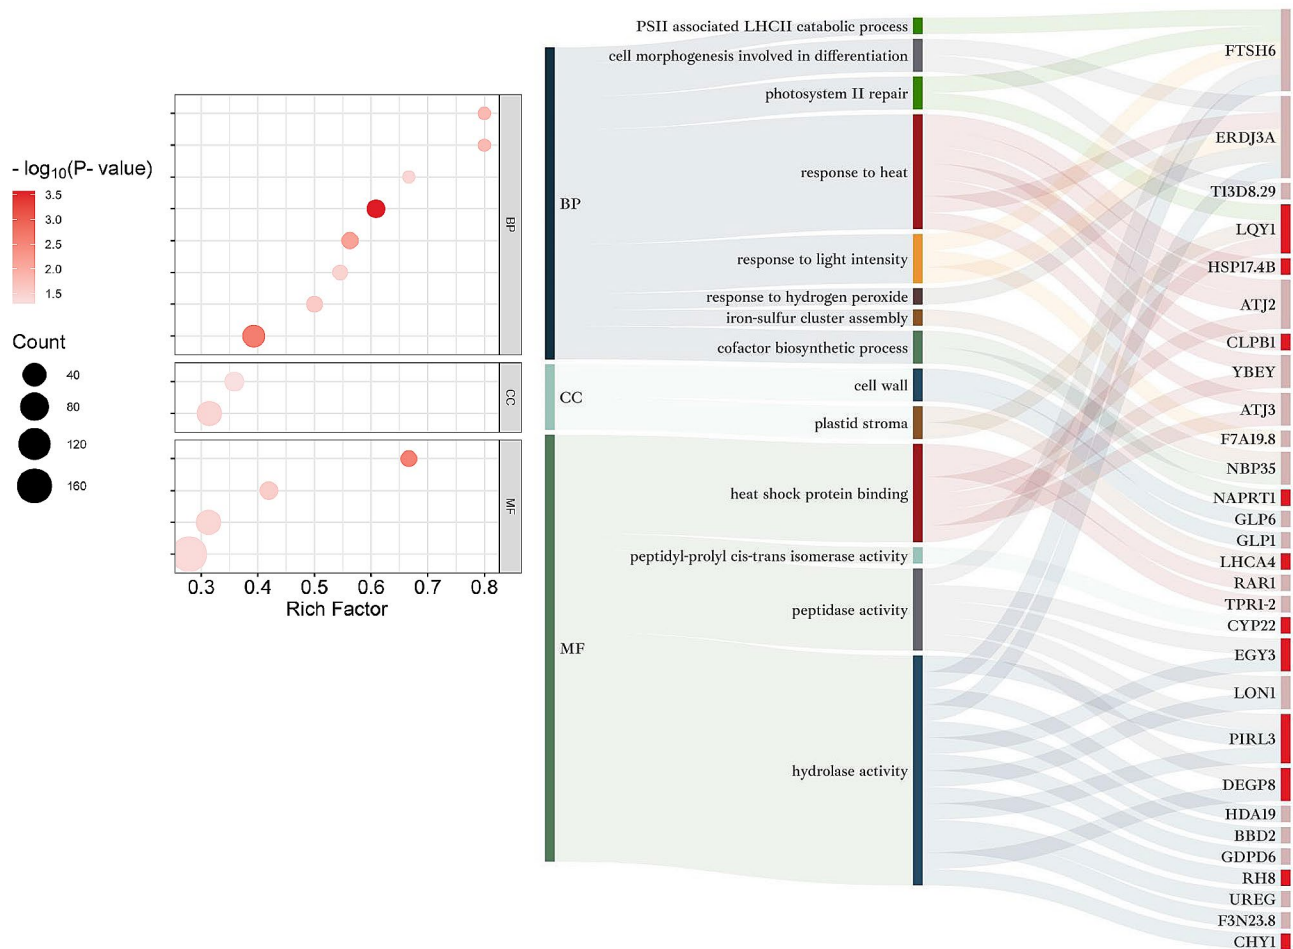 - log10(P- value)
3.5
3.0
2.5
2.0
1.5
Count
40
80
120
160
BP
CC
MF
0.3 0.4 0.5 0.6 0.7 0.8
Rich Factor
BP
CC
MF
PSII associated LHCII catabolic process
cell morphogenesis involved in differentiation
photosystem II repair
response to heat
response to light intensity
response to hydrogen peroxide
iron-sulfur cluster assembly
cofactor biosynthetic process
cell wall
plastid stroma
heat shock protein binding
peptidyl-prolyl cis-trans isomerase activity
peptidase activity
hydrolase activity
FTSH6
ERDJ3A
TI3D8.29
LQY1
HSP17.4B
ATJ2
CLPB1
YBEY
ATJ3
F7A19.8
NBP35
NAPRT1
GLP6
GLP1
LHCA4
RAR1
TPR1-2
CYP22
EGY3
LON1
PIRL3
DEGP8
HDA19
BBD2
GDPD6
RH8
UREG
F3N23.8
CHY1